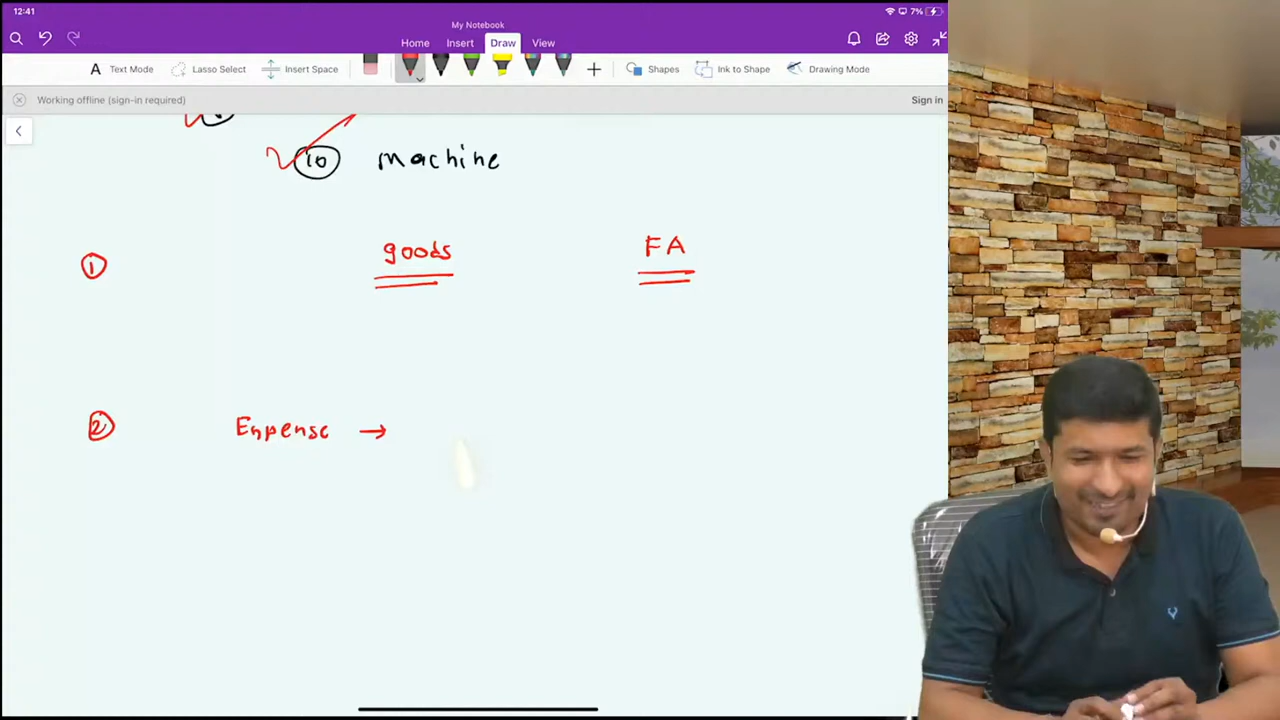 12:41
7%
My Notebook
Home Insert Draw View
Text Mode Lasso Select Insert Space Shapes Ink to Shape Drawing Mode
Working offline (sign-in required) Sign in
10 machine
1 goods FA
2 Expense →